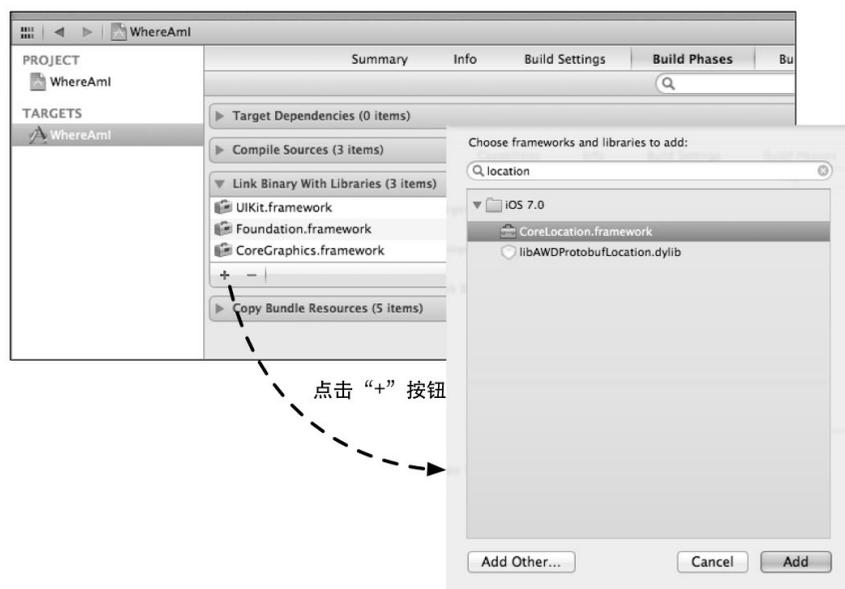 WhereAmI
PROJECT
WhereAmI
TARGETS
WhereAmI
Summary Info Build Settings Build Phases Bu
Target Dependencies (0 items)
Compile Sources (3 items)
Link Binary With Libraries (3 items)
UIKit.framework
Foundation.framework
CoreGraphics.framework
+ −
Copy Bundle Resources (5 items)
点击“+”按钮
Choose frameworks and libraries to add:
location
iOS 7.0
CoreLocation.framework
libAWDProtobufLocation.dylib
Add Other... Cancel Add